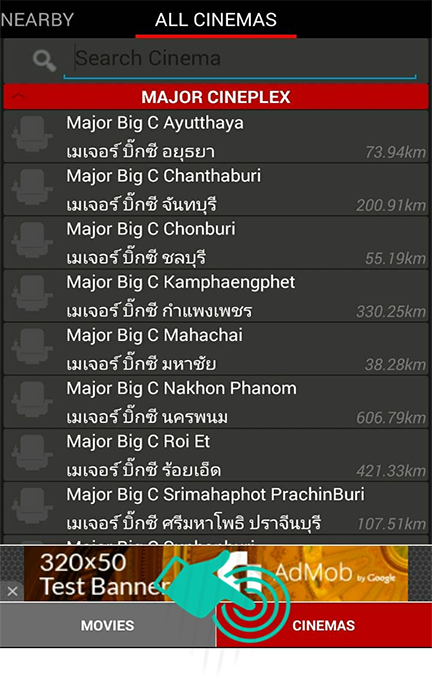 NEARBY ALL CINEMAS
Search Cinema
MAJOR CINEPLEX
Major Big C Ayutthaya
เมเจอร์ บิ๊กซี อยุธยา 73.94km
Major Big C Chanthaburi
เมเจอร์ บิ๊กซี จันทบุรี 200.91km
Major Big C Chonburi
เมเจอร์ บิ๊กซี ชลบุรี 55.19km
Major Big C Kamphaengphet
เมเจอร์ บิ๊กซี กำแพงเพชร 330.25km
Major Big C Mahachai
เมเจอร์ บิ๊กซี มหาชัย 38.28km
Major Big C Nakhon Phanom
เมเจอร์ บิ๊กซี นครพนม 606.79km
Major Big C Roi Et
เมเจอร์ บิ๊กซี ร้อยเอ็ด 421.33km
Major Big C Srimahaphot PrachinBuri
เมเจอร์ บิ๊กซี ศรีมหาโพธิ ปราจีนบุรี 107.51km
Major Big C
320×50
Test Banner
AdMob by Google
MOVIES CINEMAS